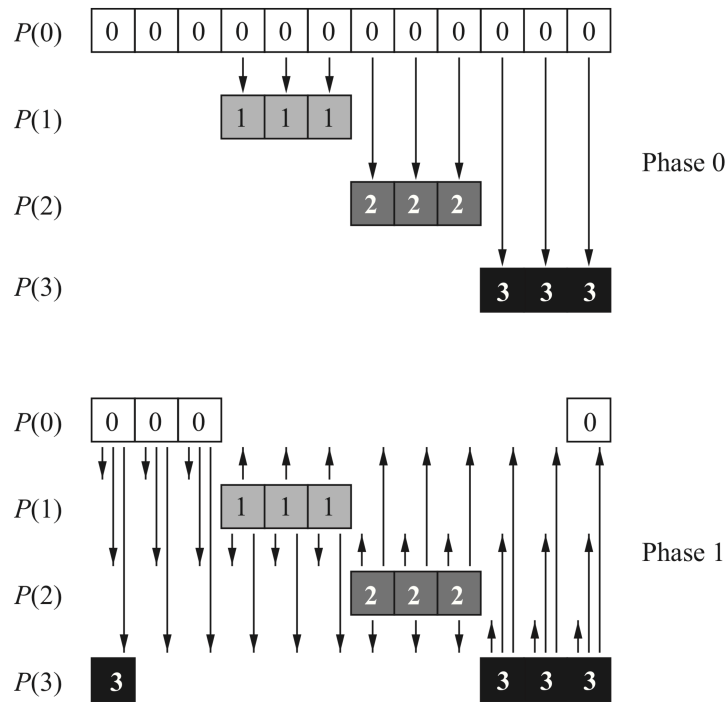 P(0) 0 0 0 0 0 0 0 0 0 0 0 0
P(1) 1 1 1
Phase 0
P(2) 2 2 2
P(3) 3 3 3
P(0) 0 0 0 0
P(1) 1 1 1
Phase 1
P(2) 2 2 2
P(3) 3 3 3 3